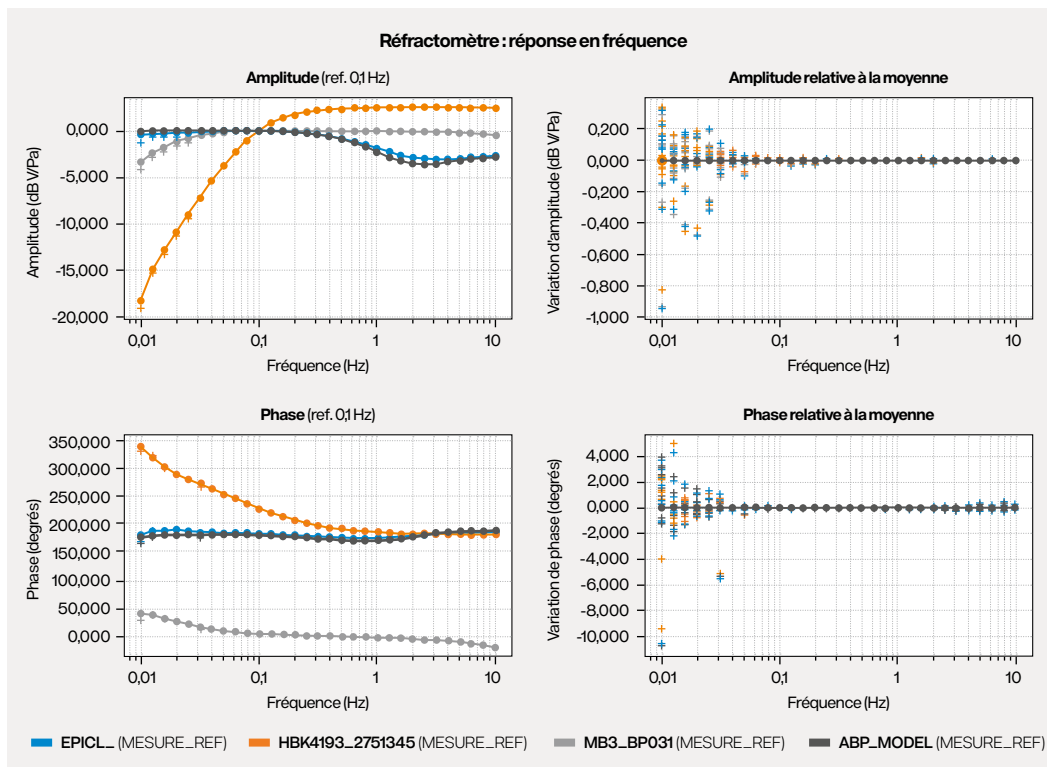 Réfractomètre : réponse en fréquence
Amplitude (ref. 0,1 Hz)
Amplitude (dB V/Pa)
0,000
-5,000
-10,000
-15,000
-20,000
0,01
0,1
1
10
Fréquence (Hz)
Amplitude relative à la moyenne
Variation d'amplitude (dB V/Pa)
0,200
0,000
-0,200
-0,400
-0,600
-0,800
-1,000
0,01
0,1
1
10
Fréquence (Hz)
Phase (ref. 0,1 Hz)
Phase (degrés)
350,000
300,000
250,000
200,000
150,000
100,000
50,000
0,000
0,01
0,1
1
10
Fréquence (Hz)
Phase relative à la moyenne
Variation de phase (degrés)
4,000
2,000
0,000
-2,000
-4,000
-6,000
-8,000
-10,000
0,01
0,1
1
10
Fréquence (Hz)
EPICL_ (MESURE_REF)
HBK4193_2751345 (MESURE_REF)
MB3_BP031 (MESURE_REF)
ABP_MODEL (MESURE_REF)